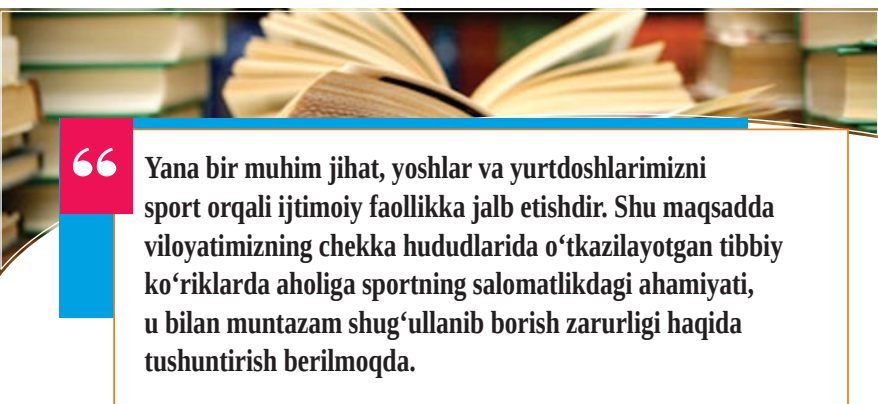 Yana bir muhim jihat, yoshlar va yurtdoshlarimizni
sport orqali ijtimoiy faollikka jalb etishdir. Shu maqsadda
viloyatimizning chekka hududlarida o‘tkazilayotgan tibbiy
ko‘riklarda aholiga sportning salomatlikdagi ahamiyati,
u bilan muntazam shug‘ullanib borish zarurligi haqida
tushuntirish berilmoqda.